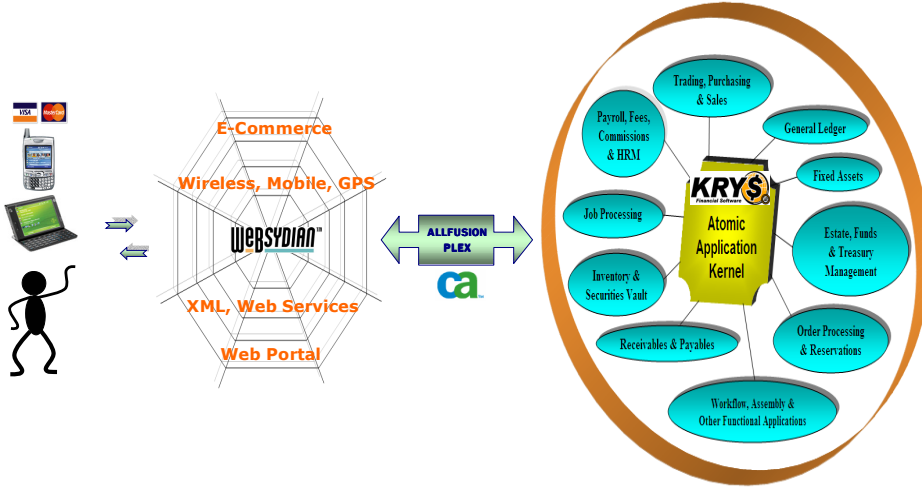 VISA
MasterCard
E-Commerce
Wireless, Mobile, GPS
WeBSYDIAN™
XML, Web Services
Web Portal
ALLFUSION
PLEX
ca
Trading, Purchasing
& Sales
Payroll, Fees,
Commissions
& HRM
General Ledger
Fixed Assets
Job Processing
KRY$
Financial Software
Atomic
Application
Kernel
Estate, Funds
& Treasury
Management
Inventory &
Securities Vault
Receivables & Payables
Order Processing
& Reservations
Workflow, Assembly &
Other Functional Applications